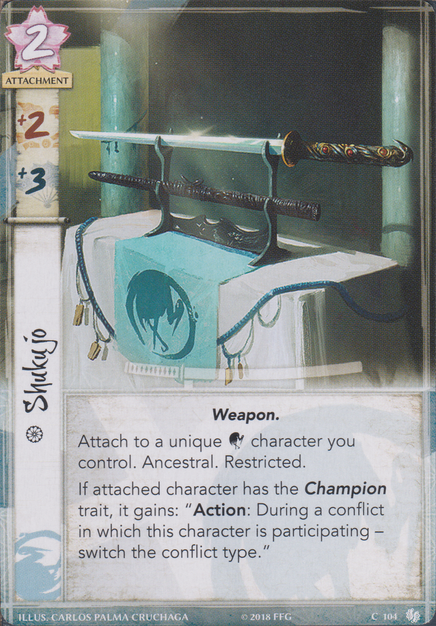 2
ATTACHMENT
+2
+3
Shukujo
Weapon.
Attach to a unique character you
control. Ancestral. Restricted.
If attached character has the Champion
trait, it gains: “Action: During a conflict
in which this character is participating –
switch the conflict type.”
ILLUS. CARLOS PALMA CRUCHAGA © 2018 FFG C 104